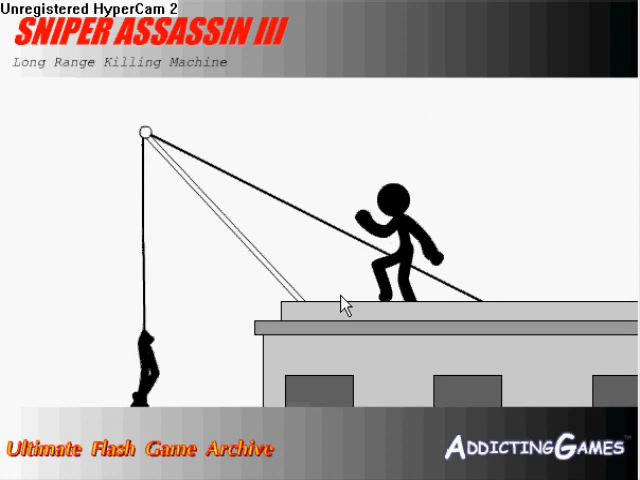 Unregistered HyperCam 2
SNIPER ASSASSIN III
Long Range Killing Machine
Ultimate Flash Game Archive
ADDICTINGGAMES